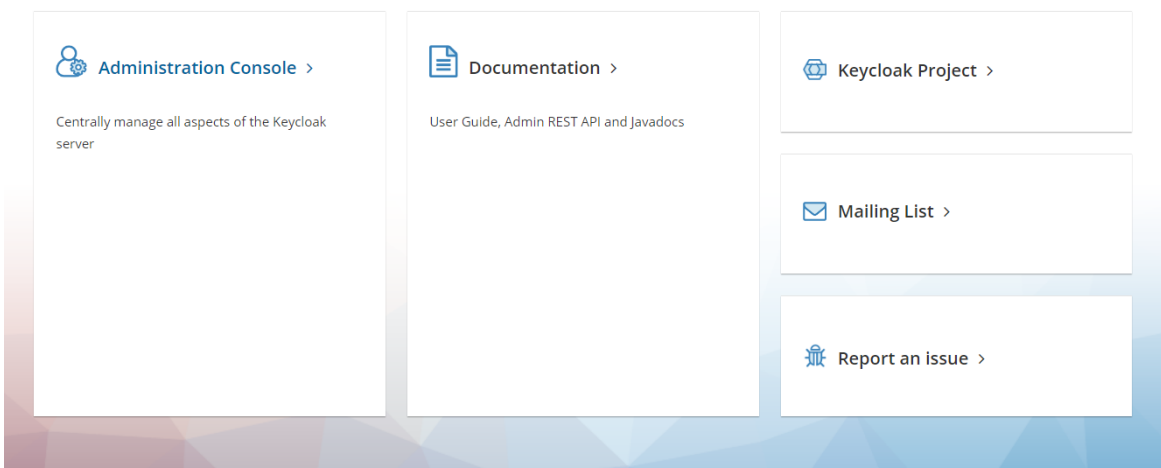 Administration Console >
Centrally manage all aspects of the Keycloak
server
Documentation >
User Guide, Admin REST API and Javadocs
Keycloak Project >
Mailing List >
Report an issue >